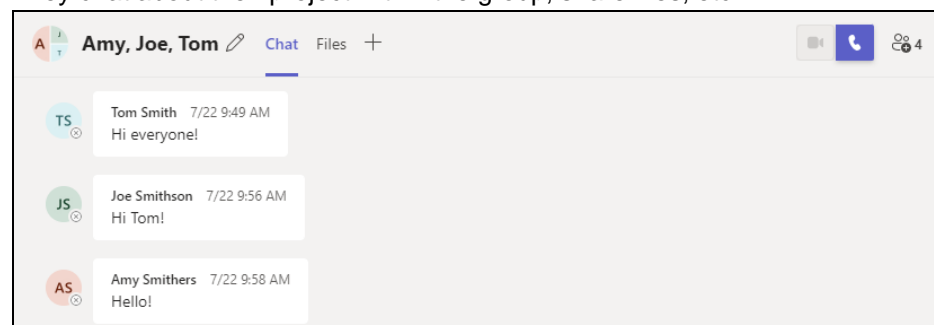 A J T Amy, Joe, Tom Chat Files 4
TS Tom Smith 7/22 9:49 AM
Hi everyone!
JS Joe Smithson 7/22 9:56 AM
Hi Tom!
AS Amy Smithers 7/22 9:58 AM
Hello!